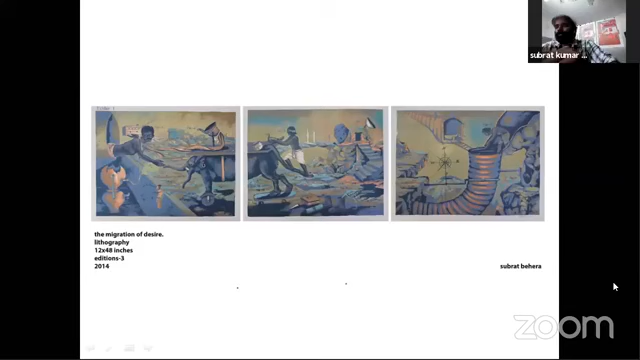 subrat kumar ...
the migration of desire.
lithography
12x48 inches
editions-3
2014
subrat behera
zoom